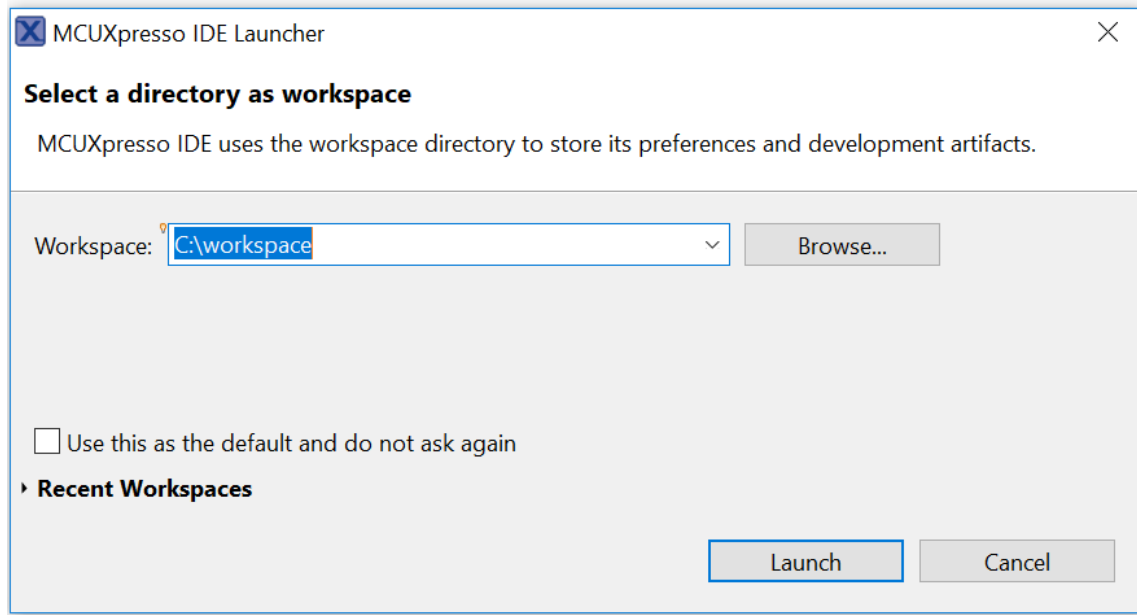 MCUXpresso IDE Launcher
Select a directory as workspace
MCUXpresso IDE uses the workspace directory to store its preferences and development artifacts.
Workspace: C:\workspace Browse...
Use this as the default and do not ask again
Recent Workspaces
Launch Cancel